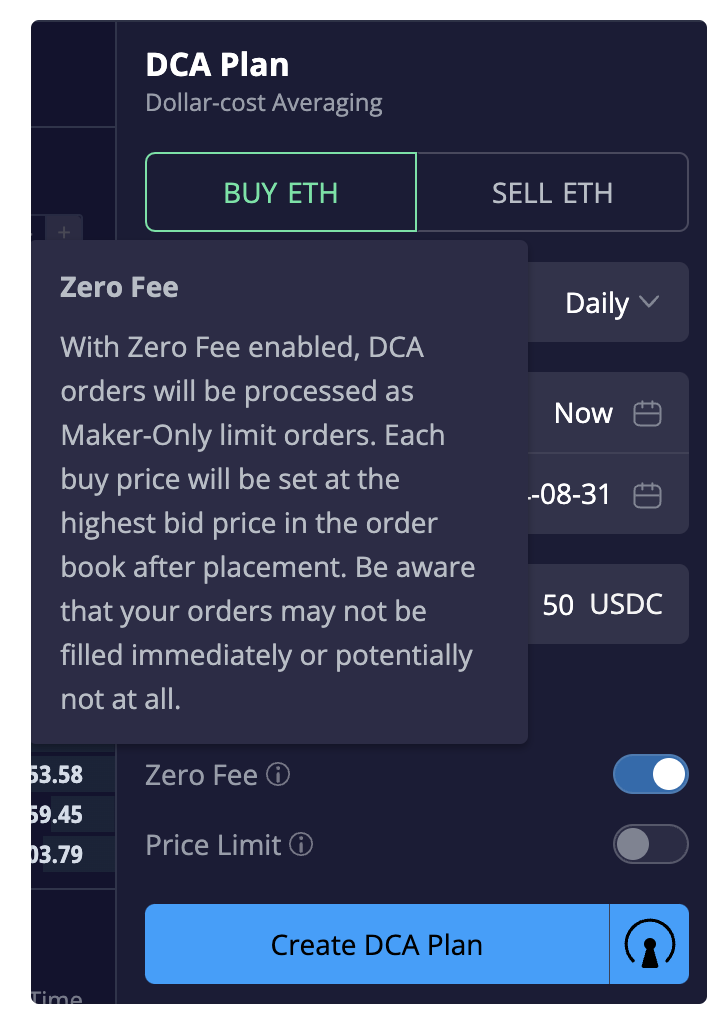 DCA Plan
Dollar-cost Averaging
BUY ETH
SELL ETH
+
Zero Fee
With Zero Fee enabled, DCA
orders will be processed as
Maker-Only limit orders. Each
buy price will be set at the
highest bid price in the order
book after placement. Be aware
that your orders may not be
filled immediately or potentially
not at all.
Daily
Now
-08-31
50 USDC
53.58
59.45
03.79
Zero Fee
Price Limit
Create DCA Plan
Time